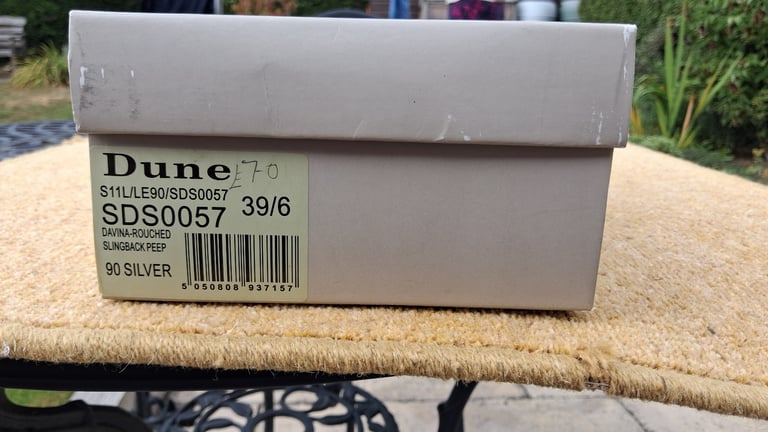 Dune £70
S11L/LE90/SDS0057
SDS0057 39/6
DAVINA-ROUCHED
SLINGBACK PEEP
90 SILVER
5 050808 937157